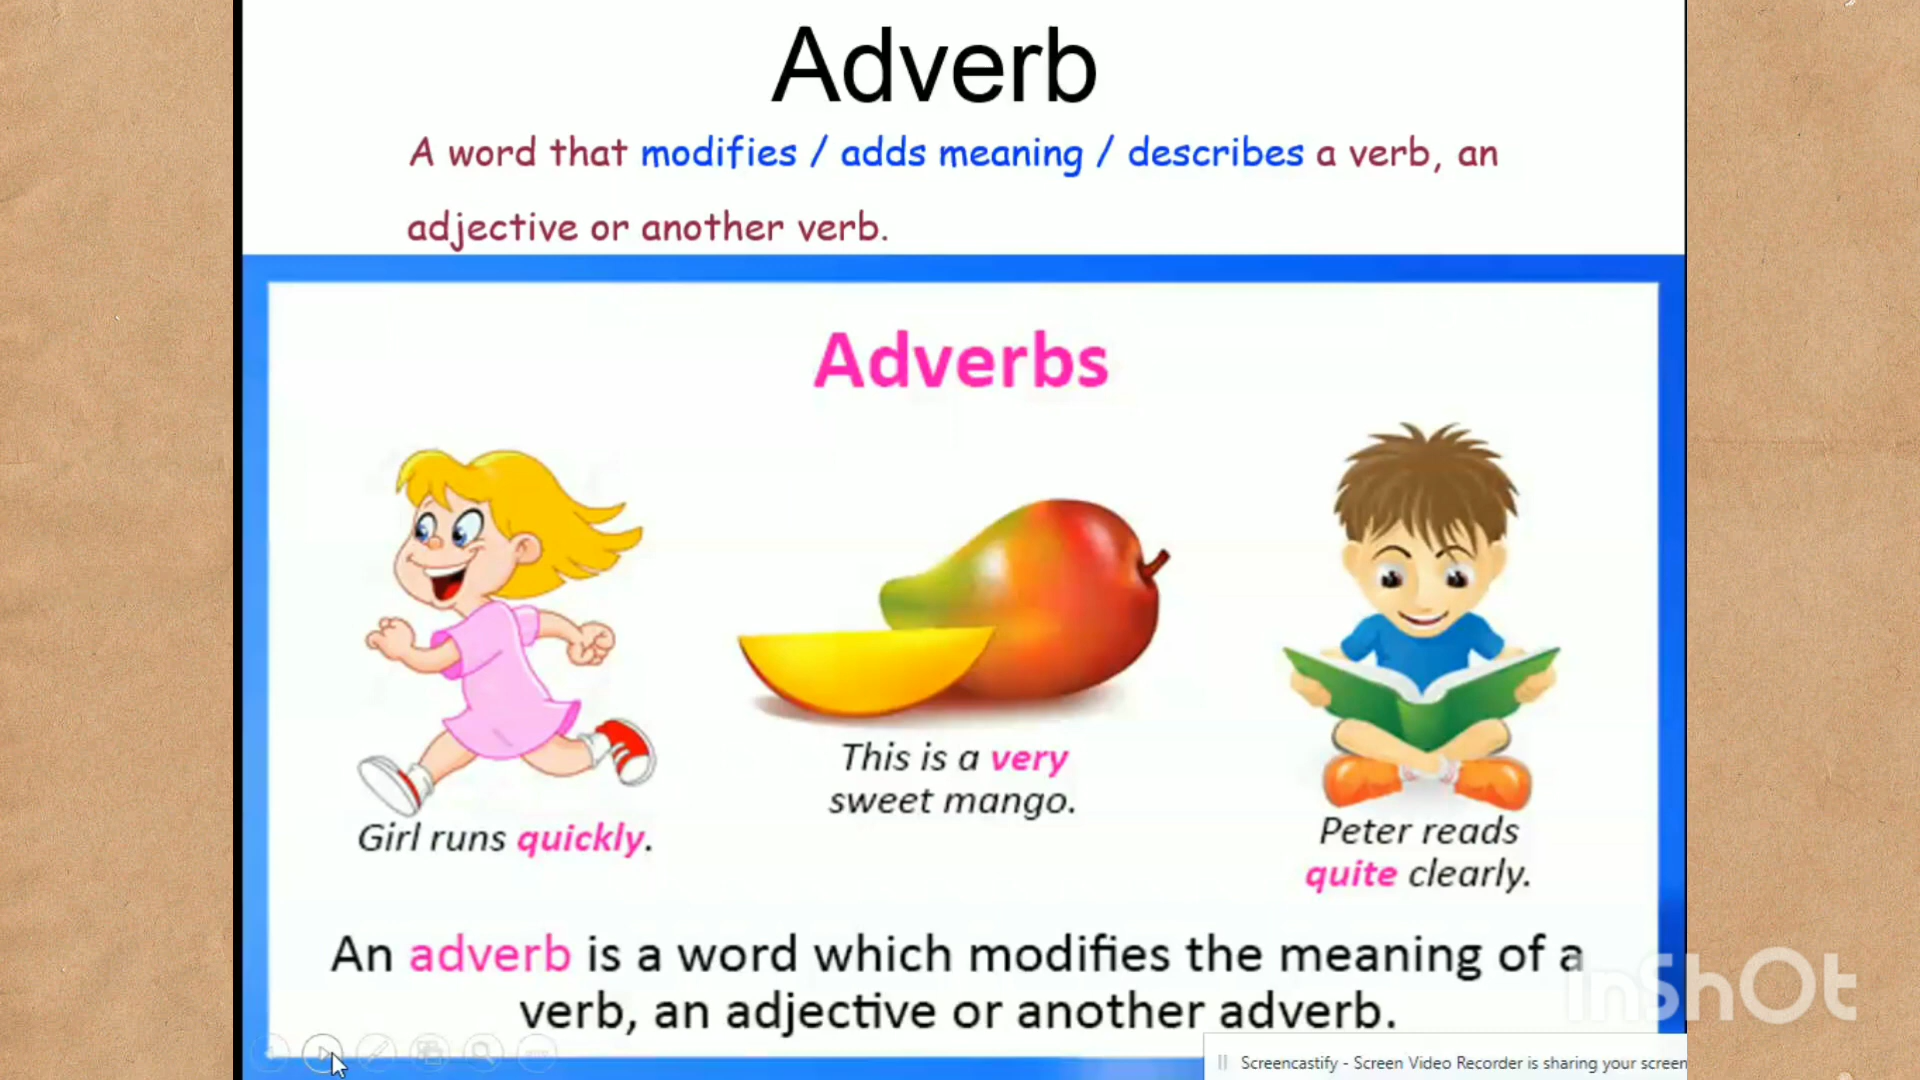 Adverb
A word that modifies / adds meaning / describes a verb, an
adjective or another verb.
Adverbs
Girl runs quickly.
This is a very
sweet mango.
Peter reads
quite clearly.
An adverb is a word which modifies the meaning of a
verb, an adjective or another adverb.
InShOt
Screencastify - Screen Video Recorder is sharing your screen